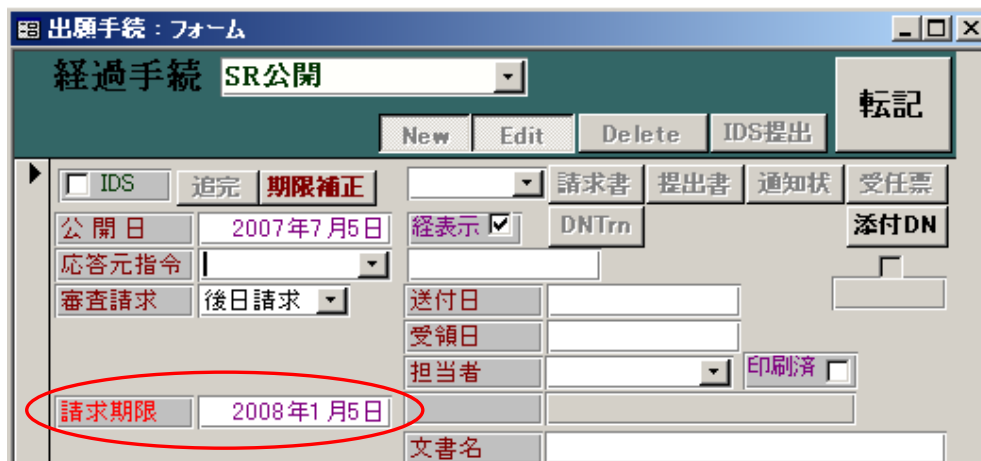 出願手続：フォーム
経過手続 SR公開
転記
New Edit Delete IDS提出
IDS 追完 期限補正 請求書 提出書 通知状 受任票
公開日 2007年7月5日 経表示 DNTrn 添付DN
応答元指令
審査請求 後日請求 送付日
受領日
担当者 印刷済
請求期限 2008年1月5日
文書名